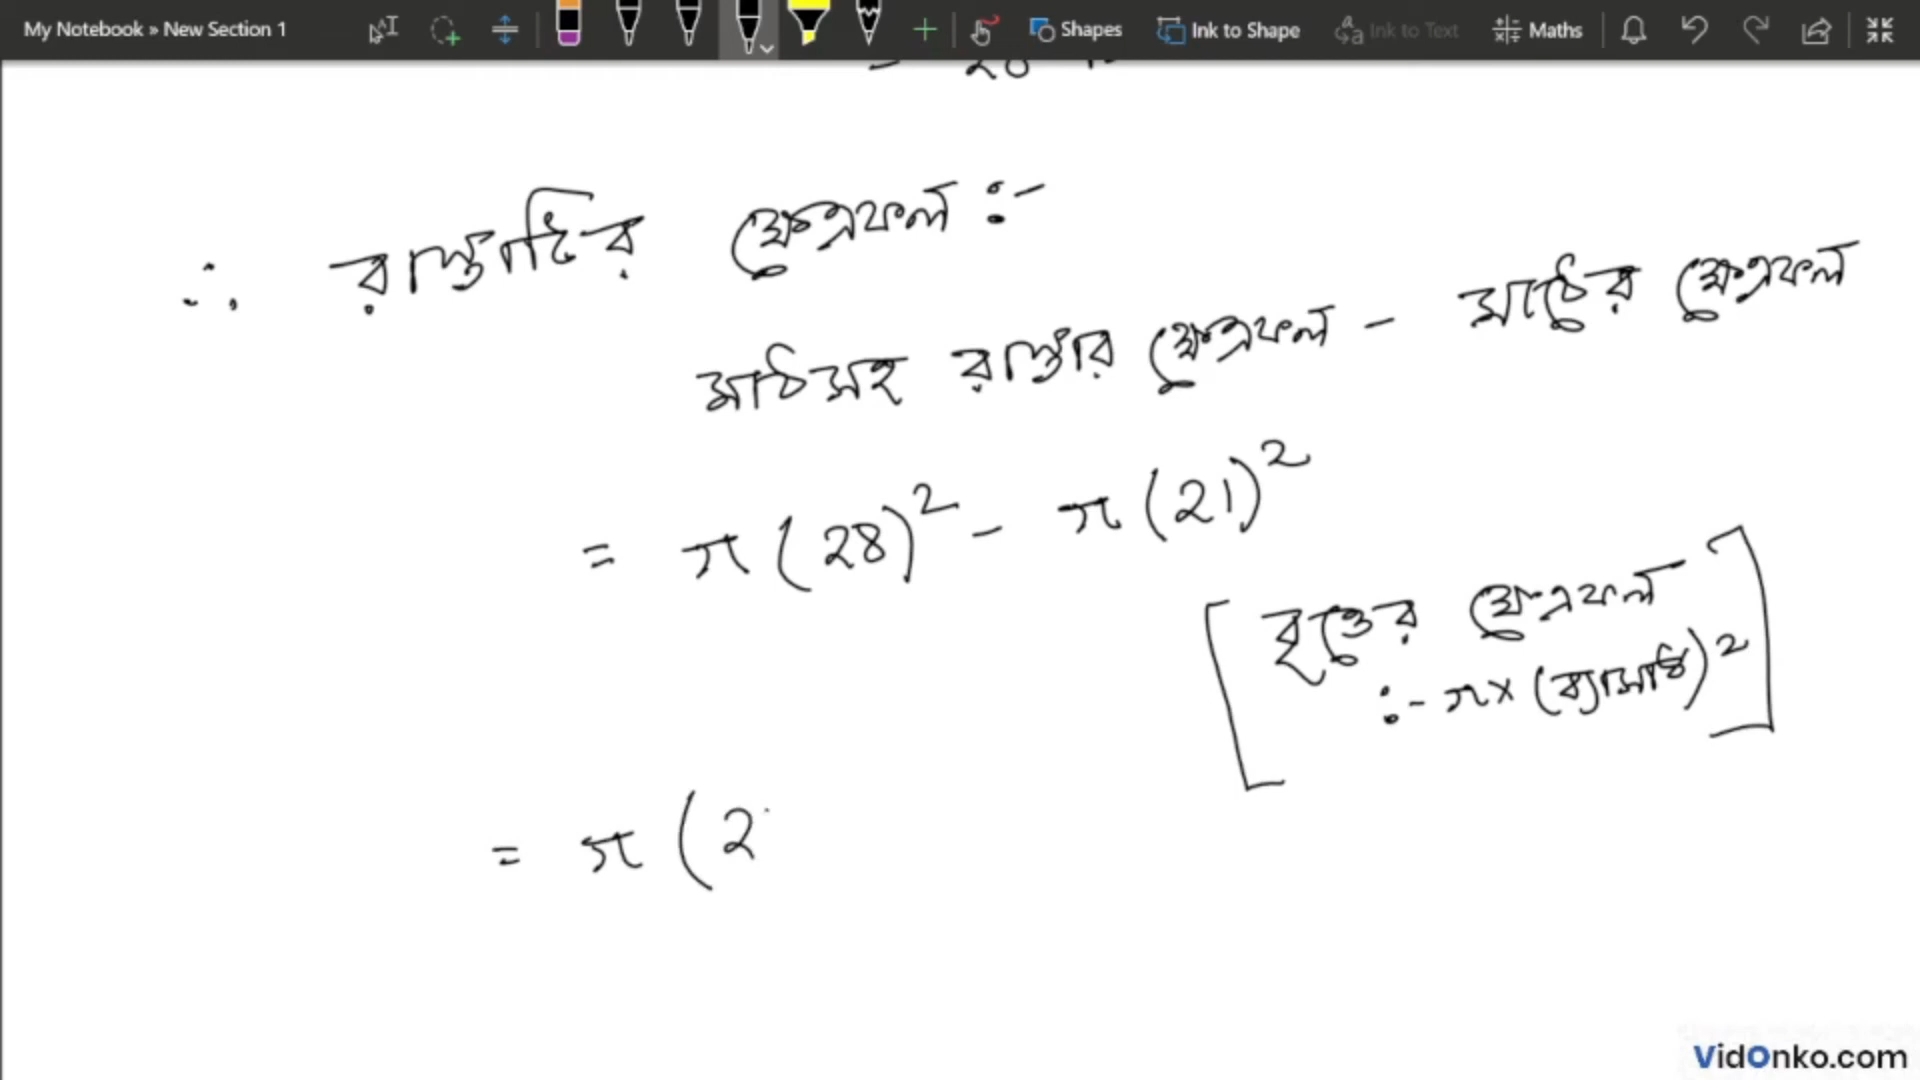 My Notebook » New Section 1 Shapes Ink to Shape Ink to Text Maths
∴ রাস্তাটির ক্ষেত্রফল :-
মাঠসহ রাস্তার ক্ষেত্রফল - মাঠের ক্ষেত্রফল
= π (28)² - π (21)²
[বৃত্তের ক্ষেত্রফল
:- π× (ব্যাসার্ধ)²]
= π (2
VidOnko.com